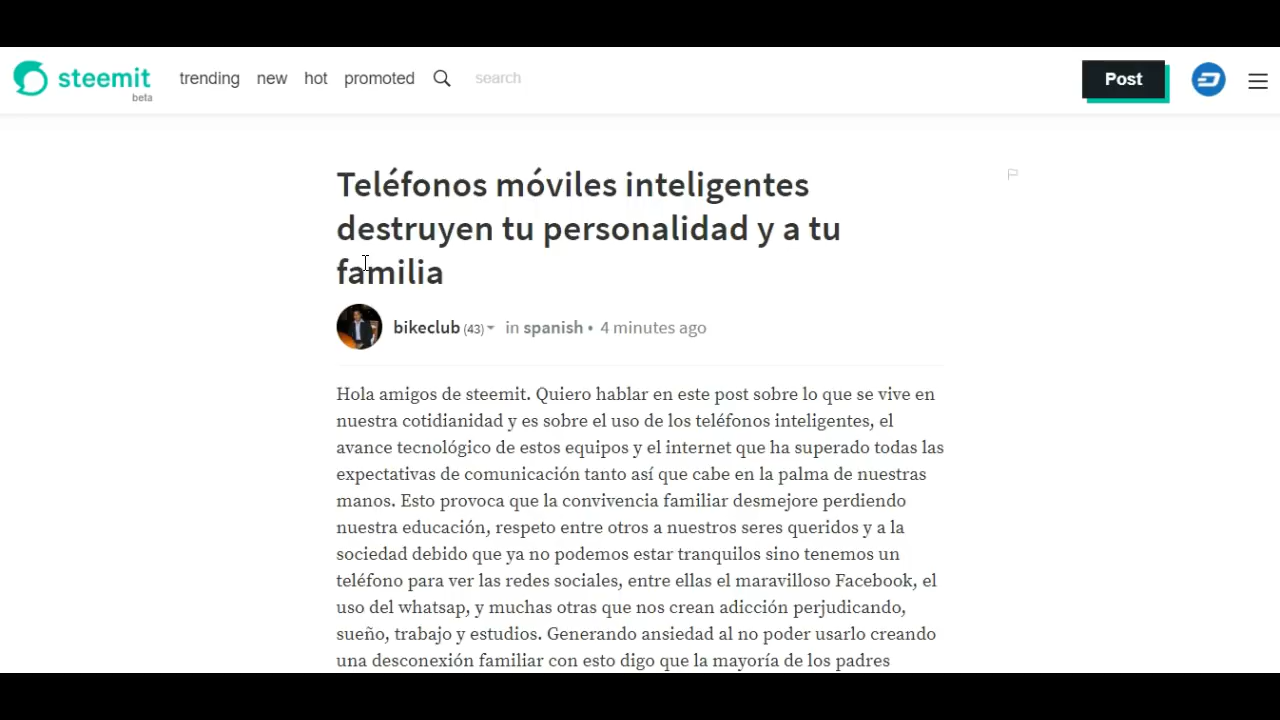 steemit
beta
trending new hot promoted search
Post
Teléfonos móviles inteligentes
destruyen tu personalidad y a tu
familia
bikeclub (43) in spanish • 4 minutes ago
Hola amigos de steemit. Quiero hablar en este post sobre lo que se vive en
nuestra cotidianidad y es sobre el uso de los teléfonos inteligentes, el
avance tecnológico de estos equipos y el internet que ha superado todas las
expectativas de comunicación tanto así que cabe en la palma de nuestras
manos. Esto provoca que la convivencia familiar desmejore perdiendo
nuestra educación, respeto entre otros a nuestros seres queridos y a la
sociedad debido que ya no podemos estar tranquilos sino tenemos un
teléfono para ver las redes sociales, entre ellas el maravilloso Facebook, el
uso del whatsap, y muchas otras que nos crean adicción perjudicando,
sueño, trabajo y estudios. Generando ansiedad al no poder usarlo creando
una desconexión familiar con esto digo que la mayoría de los padres